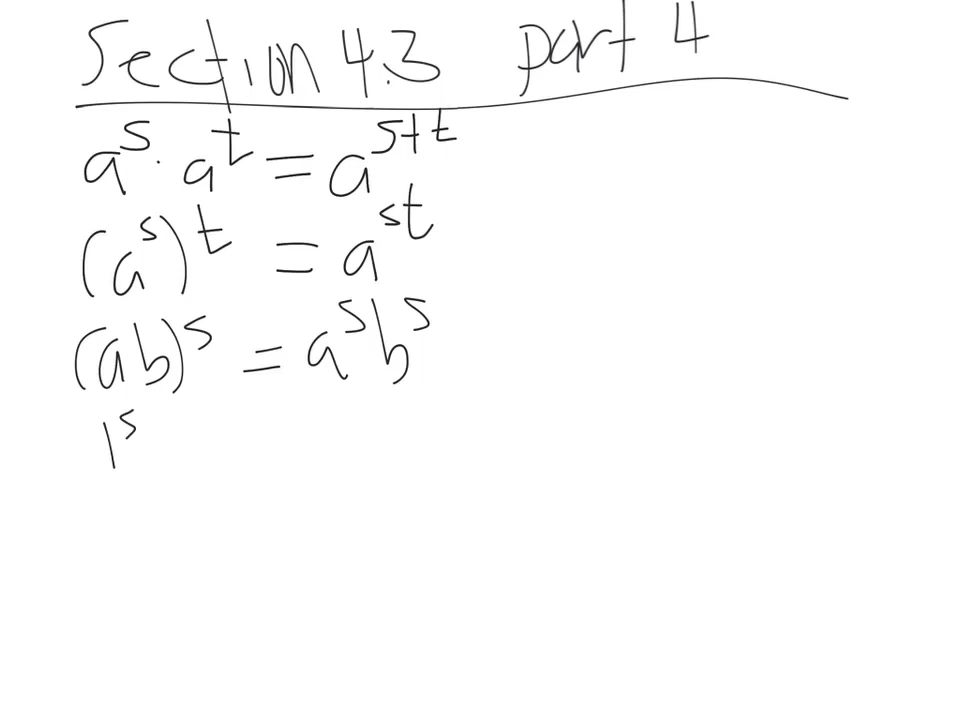 Section 4.3 part 4
a^s · a^t = a^{s+t}
(a^s)^t = a^{st}
(ab)^s = a^s b^s
1^s